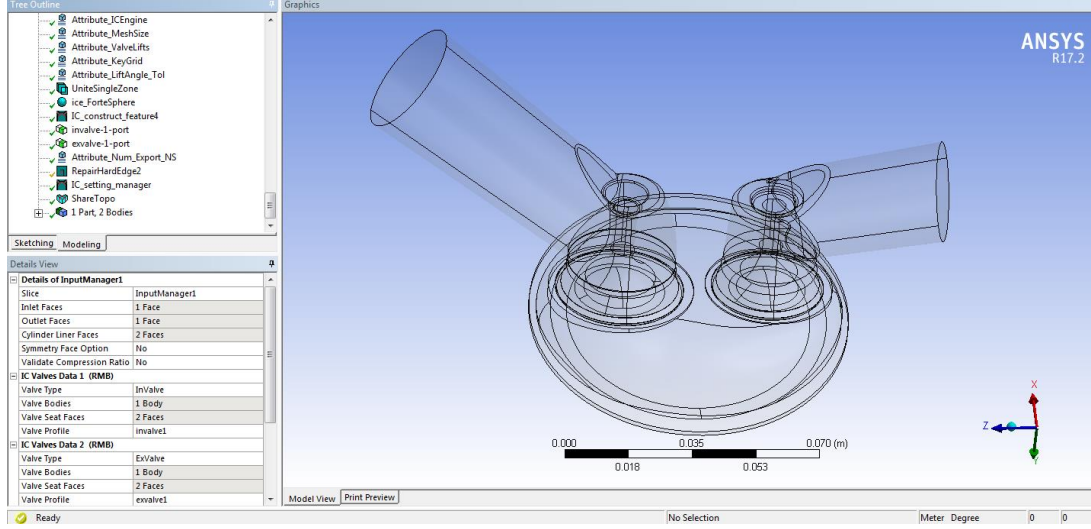 Tree Outline
Attribute_ICEngine
Attribute_MeshSize
Attribute_ValveLifts
Attribute_KeyGrid
Attribute_LiftAngle_Tol
UniteSingleZone
ice_ForteSphere
IC_construct_feature4
invalve-1-port
exvalve-1-port
Attribute_Num_Export_NS
RepairHardEdge2
IC_setting_manager
ShareTopo
1 Part, 2 Bodies
Sketching Modeling
Details View
Details of InputManager1
Slice InputManager1
Inlet Faces 1 Face
Outlet Faces 1 Face
Cylinder Liner Faces 2 Faces
Symmetry Face Option No
Validate Compression Ratio No
IC Valves Data 1 (RMB)
Valve Type InValve
Valve Bodies 1 Body
Valve Seat Faces 2 Faces
Valve Profile invalve1
IC Valves Data 2 (RMB)
Valve Type ExValve
Valve Bodies 1 Body
Valve Seat Faces 2 Faces
Valve Profile exvalve1
Graphics
ANSYS
R17.2
X
Z
Y
0.000 0.035 0.070 (m)
0.018 0.053
Model View Print Preview
Ready No Selection Meter Degree 0 0